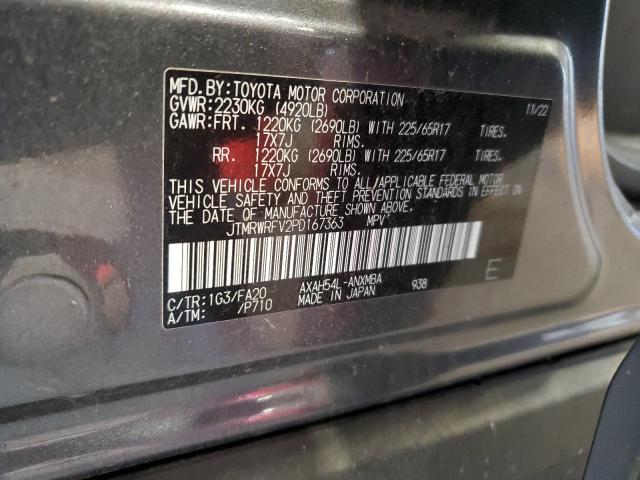 MFD.BY:TOYOTA MOTOR CORPORATION 11/22
GVWR:2230KG (4920LB)
GAWR:FRT. 1220KG (2690LB) WITH 225/65R17 TIRES.
17X7J RIMS.
RR. 1220KG (2690LB) WITH 225/65R17 TIRES.
17X7J RIMS.
THIS VEHICLE CONFORMS TO ALL APPLICABLE FEDERAL MOTOR
VEHICLE SAFETY AND THEFT PREVENTION STANDARDS IN EFFECT ON
THE DATE OF MANUFACTURE SHOWN ABOVE.
JTMRWRFV2PD167363 MPV
C/TR:1G3/FA20 AXAH54L-ANXMBA 938 E
A/TM: /P710 MADE IN JAPAN